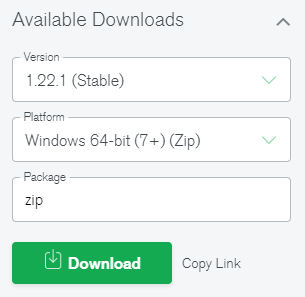 Available Downloads
Version
1.22.1 (Stable)
Platform
Windows 64-bit (7+) (Zip)
Package
zip
Download Copy Link